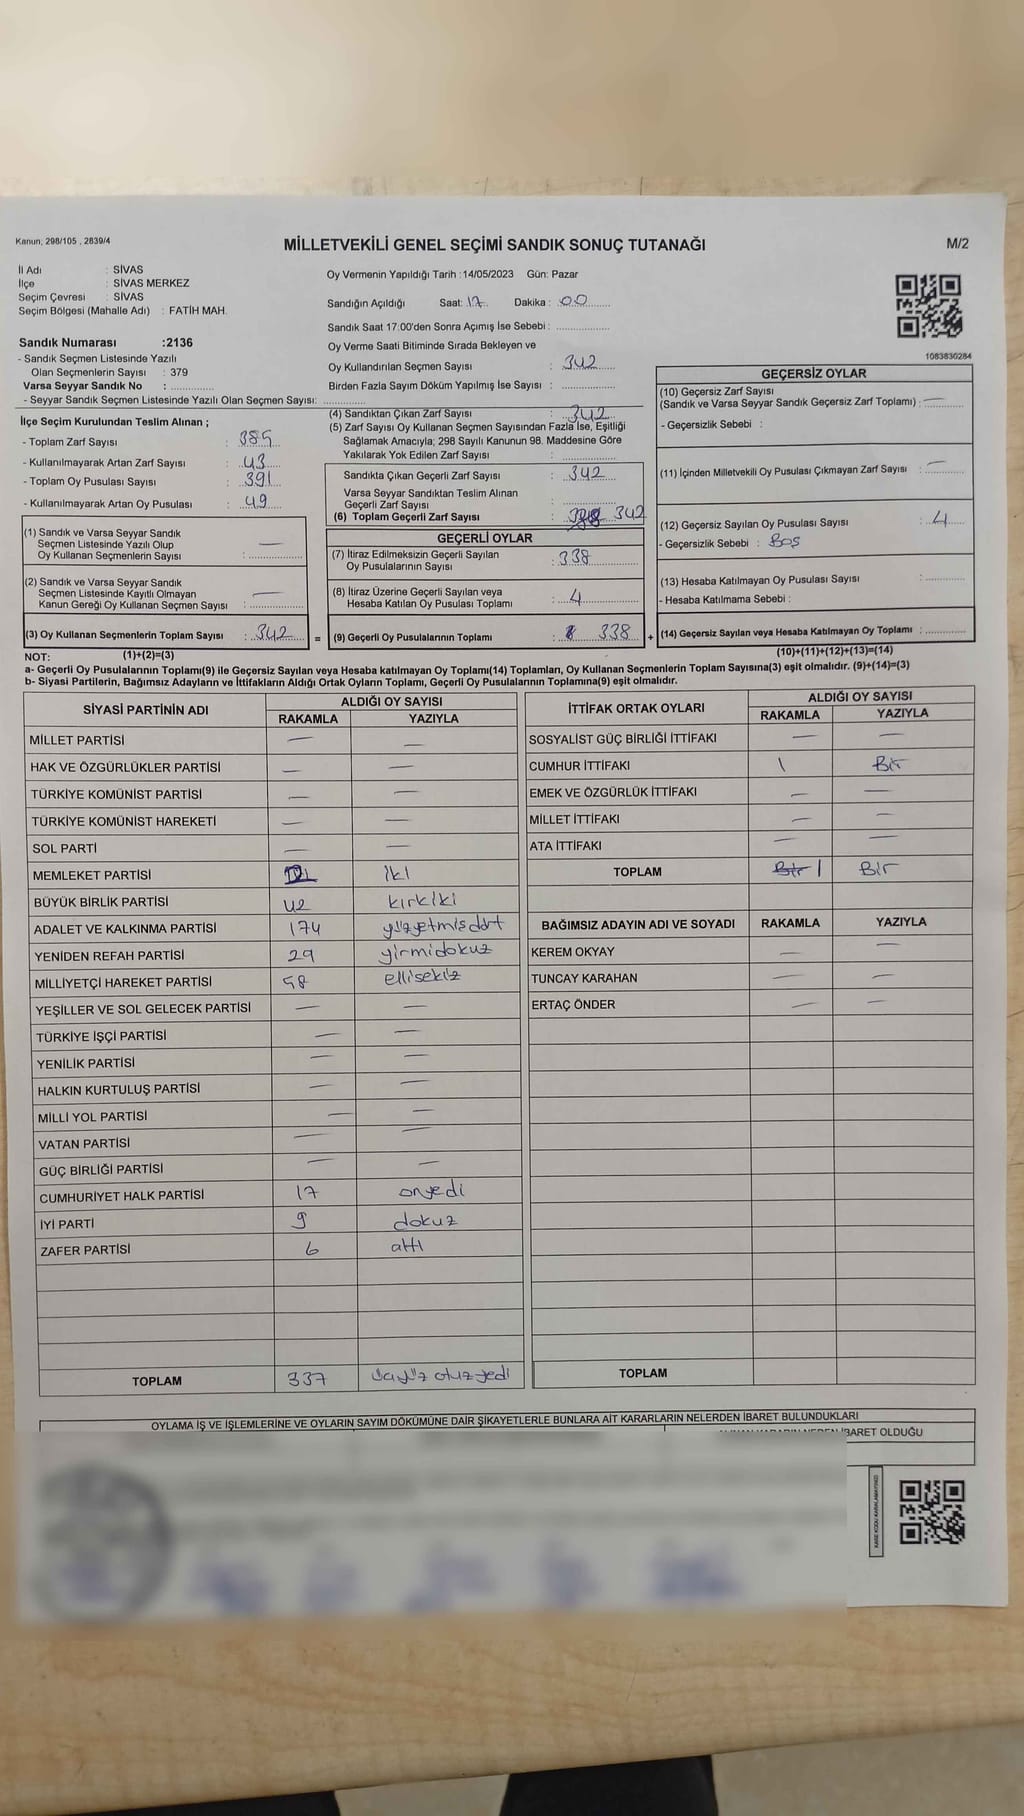 Kanun, 298/105 , 2839/4
MİLLETVEKİLİ GENEL SEÇİMİ SANDIK SONUÇ TUTANAĞI
M/2
İl Adı : SİVAS
İlçe : SİVAS MERKEZ
Seçim Çevresi : SİVAS
Seçim Bölgesi (Mahalle Adı) : FATİH MAH.
Sandık Numarası :2136
- Sandık Seçmen Listesinde Yazılı
Olan Seçmenlerin Sayısı : 379
Varsa Seyyar Sandık No :
- Seyyar Sandık Seçmen Listesinde Yazılı Olan Seçmen Sayısı:
Oy Vermenin Yapıldığı Tarih :14/05/2023 Gün: Pazar
Sandığın Açıldığı Saat: 17 Dakika : 00
Sandık Saat 17:00'den Sonra Açımış İse Sebebi :
Oy Verme Saati Bitiminde Sırada Bekleyen ve
Oy Kullandırılan Seçmen Sayısı : 342
Birden Fazla Sayım Döküm Yapılmış İse Sayısı :
1083830284
İlçe Seçim Kurulundan Teslim Alınan ;
- Toplam Zarf Sayısı : 385
- Kullanılmayarak Artan Zarf Sayısı : 43
- Toplam Oy Pusulası Sayısı : 391
- Kullanılmayarak Artan Oy Pusulası : 49
(4) Sandıktan Çıkan Zarf Sayısı : 342
(5) Zarf Sayısı Oy Kullanan Seçmen Sayısından Fazla İse, Eşitliği
Sağlamak Amacıyla; 298 Sayılı Kanunun 98. Maddesine Göre
Yakılarak Yok Edilen Zarf Sayısı :
Sandıkta Çıkan Geçerli Zarf Sayısı : 342
Varsa Seyyar Sandıktan Teslim Alınan
Geçerli Zarf Sayısı :
(6) Toplam Geçerli Zarf Sayısı : 342
GEÇERSİZ OYLAR
(10) Geçersiz Zarf Sayısı
(Sandık ve Varsa Seyyar Sandık Geçersiz Zarf Toplamı) : —
- Geçersizlik Sebebi :
(11) İçinden Milletvekili Oy Pusulası Çıkmayan Zarf Sayısı : —
(12) Geçersiz Sayılan Oy Pusulası Sayısı : 4
- Geçersizlik Sebebi : Boş
(13) Hesaba Katılmayan Oy Pusulası Sayısı :
- Hesaba Katılmama Sebebi :
(14) Geçersiz Sayılan veya Hesaba Katılmayan Oy Toplamı :
(10)+(11)+(12)+(13)=(14)
(1) Sandık ve Varsa Seyyar Sandık
Seçmen Listesinde Yazılı Olup
Oy Kullanan Seçmenlerin Sayısı : —
(2) Sandık ve Varsa Seyyar Sandık
Seçmen Listesinde Kayıtlı Olmayan
Kanun Gereği Oy Kullanan Seçmen Sayısı : —
(3) Oy Kullanan Seçmenlerin Toplam Sayısı : 342 =
GEÇERLİ OYLAR
(7) İtiraz Edilmeksizin Geçerli Sayılan
Oy Pusulalarının Sayısı : 338
(8) İtiraz Üzerine Geçerli Sayılan veya
Hesaba Katılan Oy Pusulası Toplamı : 4
(9) Geçerli Oy Pusulalarının Toplamı : 338 +
NOT: (1)+(2)=(3)
a- Geçerli Oy Pusulalarının Toplamı(9) ile Geçersiz Sayılan veya Hesaba katılmayan Oy Toplamı(14) Toplamları, Oy Kullanan Seçmenlerin Toplam Sayısına(3) eşit olmalıdır. (9)+(14)=(3)
b- Siyasi Partilerin, Bağımsız Adayların ve İttifakların Aldığı Ortak Oyların Toplamı, Geçerli Oy Pusulalarının Toplamına(9) eşit olmalıdır.
SİYASİ PARTİNİN ADI ALDIĞI OY SAYISI
RAKAMLA YAZIYLA
MİLLET PARTİSİ — —
HAK VE ÖZGÜRLÜKLER PARTİSİ — —
TÜRKİYE KOMÜNİST PARTİSİ — —
TÜRKİYE KOMÜNİST HAREKETİ — —
SOL PARTİ — —
MEMLEKET PARTİSİ iki
BÜYÜK BİRLİK PARTİSİ 42 kırkiki
ADALET VE KALKINMA PARTİSİ 174 yüzyetmişdört
YENİDEN REFAH PARTİSİ 29 yirmidokuz
MİLLİYETÇİ HAREKET PARTİSİ 58 ellisekiz
YEŞİLLER VE SOL GELECEK PARTİSİ — —
TÜRKİYE İŞÇİ PARTİSİ — —
YENİLİK PARTİSİ — —
HALKIN KURTULUŞ PARTİSİ — —
MİLLİ YOL PARTİSİ — —
VATAN PARTİSİ — —
GÜÇ BİRLİĞİ PARTİSİ — —
CUMHURİYET HALK PARTİSİ 17 onyedi
İYİ PARTİ 9 dokuz
ZAFER PARTİSİ 6 altı
TOPLAM 337 üçyüz otuzyedi
İTTİFAK ORTAK OYLARI ALDIĞI OY SAYISI
RAKAMLA YAZIYLA
SOSYALİST GÜÇ BİRLİĞİ İTTİFAKI — —
CUMHUR İTTİFAKI 1 Bir
EMEK VE ÖZGÜRLÜK İTTİFAKI — —
MİLLET İTTİFAKI — —
ATA İTTİFAKI — —
TOPLAM Bir 1 Bir
BAĞIMSIZ ADAYIN ADI VE SOYADI RAKAMLA YAZIYLA
KEREM OKYAY — —
TUNCAY KARAHAN — —
ERTAÇ ÖNDER — —
TOPLAM
OYLAMA İŞ VE İŞLEMLERİNE VE OYLARIN SAYIM DÖKÜMÜNE DAİR ŞİKAYETLERLE BUNLARA AİT KARARLARIN NELERDEN İBARET BULUNDUKLARI
İBARET OLDUĞU
KARE KODU KARALAMAYINIZ!